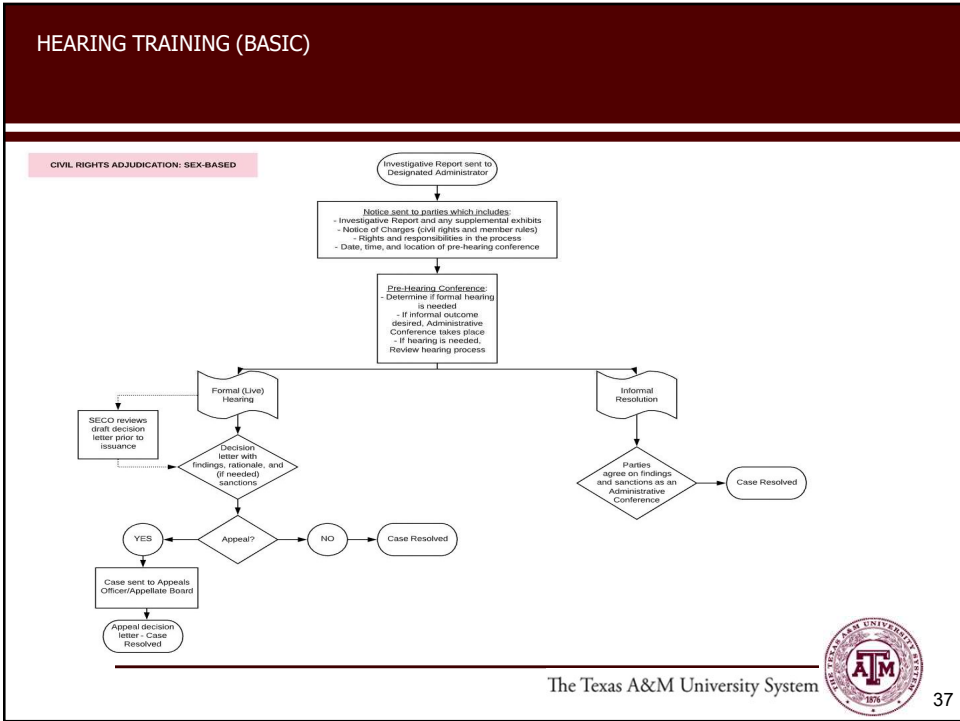 HEARING TRAINING (BASIC)
CIVIL RIGHTS ADJUDICATION: SEX-BASED
Investigative Report sent to
Designated Administrator
Notice sent to parties which includes:
- Investigative Report and any supplemental exhibits
- Notice of Charges (civil rights and member rules)
- Rights and responsibilities in the process
- Date, time, and location of pre-hearing conference
Pre-Hearing Conference:
- Determine if formal hearing
is needed
- If informal outcome
desired, Administrative
Conference takes place
- If hearing is needed,
Review hearing process
Formal (Live)
Hearing
SECO reviews
draft decision
letter prior to
issuance
Decision
letter with
findings, rationale, and
(if needed)
sanctions
Appeal?
YES
NO
Case Resolved
Case sent to Appeals
Officer/Appellate Board
Appeal decision
letter - Case
Resolved
Informal
Resolution
Parties
agree on findings
and sanctions as an
Administrative
Conference
Case Resolved
The Texas A&M University System
THE TEXAS A&M UNIVERSITY SYSTEM
ATM
1876
37